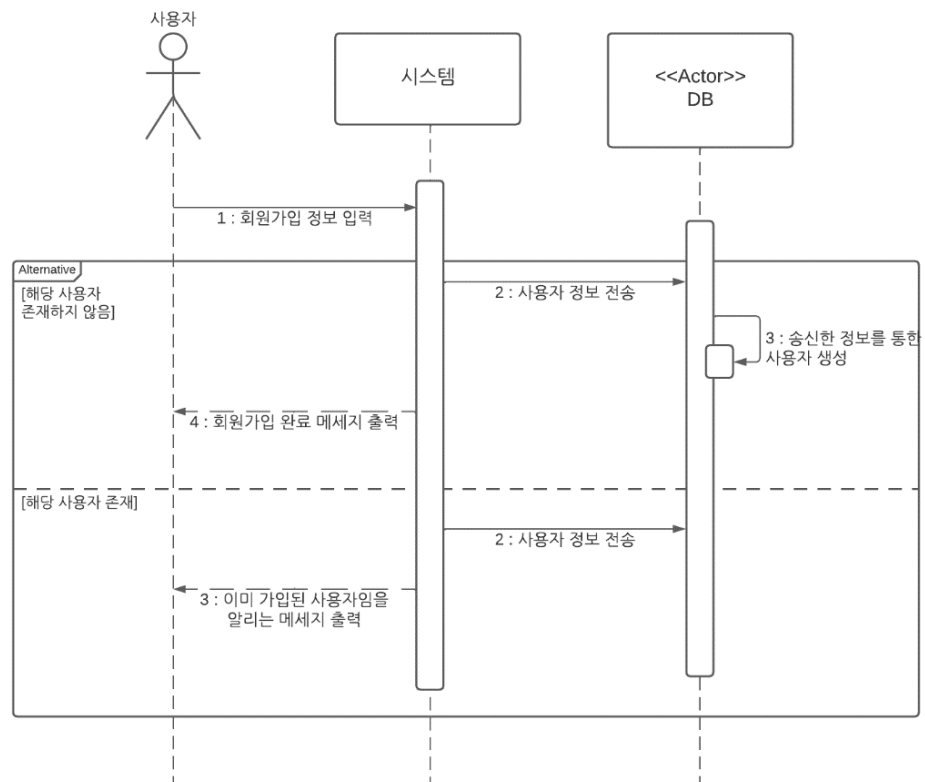 사용자
시스템
<<Actor>>
DB
1 : 회원가입 정보 입력
Alternative
[해당 사용자
존재하지 않음]
2 : 사용자 정보 전송
3 : 송신한 정보를 통한
사용자 생성
4 : 회원가입 완료 메세지 출력
[해당 사용자 존재]
2 : 사용자 정보 전송
3 : 이미 가입된 사용자임을
알리는 메세지 출력